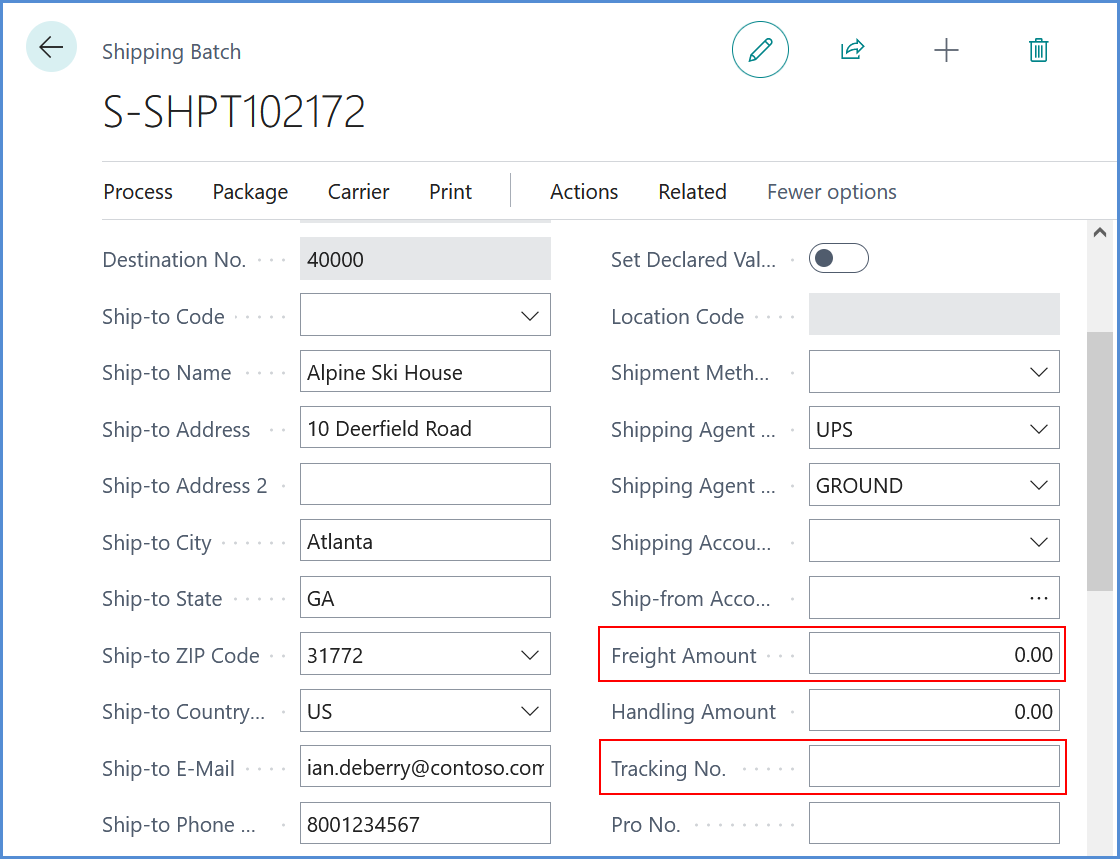 Shipping Batch
S-SHPT102172
Process Package Carrier Print Actions Related Fewer options
Destination No. 40000
Ship-to Code
Ship-to Name Alpine Ski House
Ship-to Address 10 Deerfield Road
Ship-to Address 2
Ship-to City Atlanta
Ship-to State GA
Ship-to ZIP Code 31772
Ship-to Country... US
Ship-to E-Mail ian.deberry@contoso.com
Ship-to Phone ... 8001234567
Set Declared Val...
Location Code
Shipment Meth...
Shipping Agent ... UPS
Shipping Agent ... GROUND
Shipping Accou...
Ship-from Acco... ...
Freight Amount 0.00
Handling Amount 0.00
Tracking No.
Pro No.